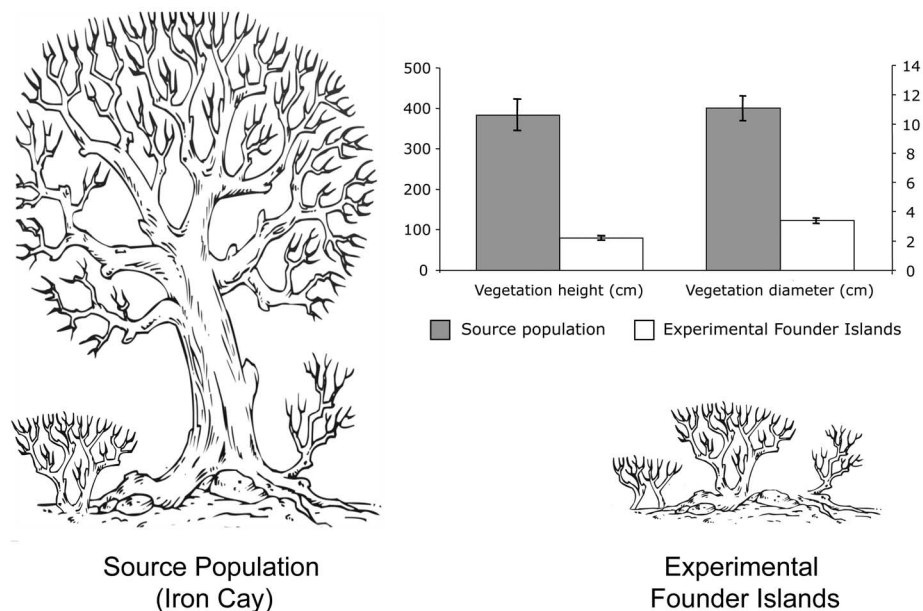 500
400
300
200
100
0
14
12
10
8
6
4
2
0
Vegetation height (cm)
Vegetation diameter (cm)
Source population
Experimental Founder Islands
Source Population
(Iron Cay)
Experimental
Founder Islands